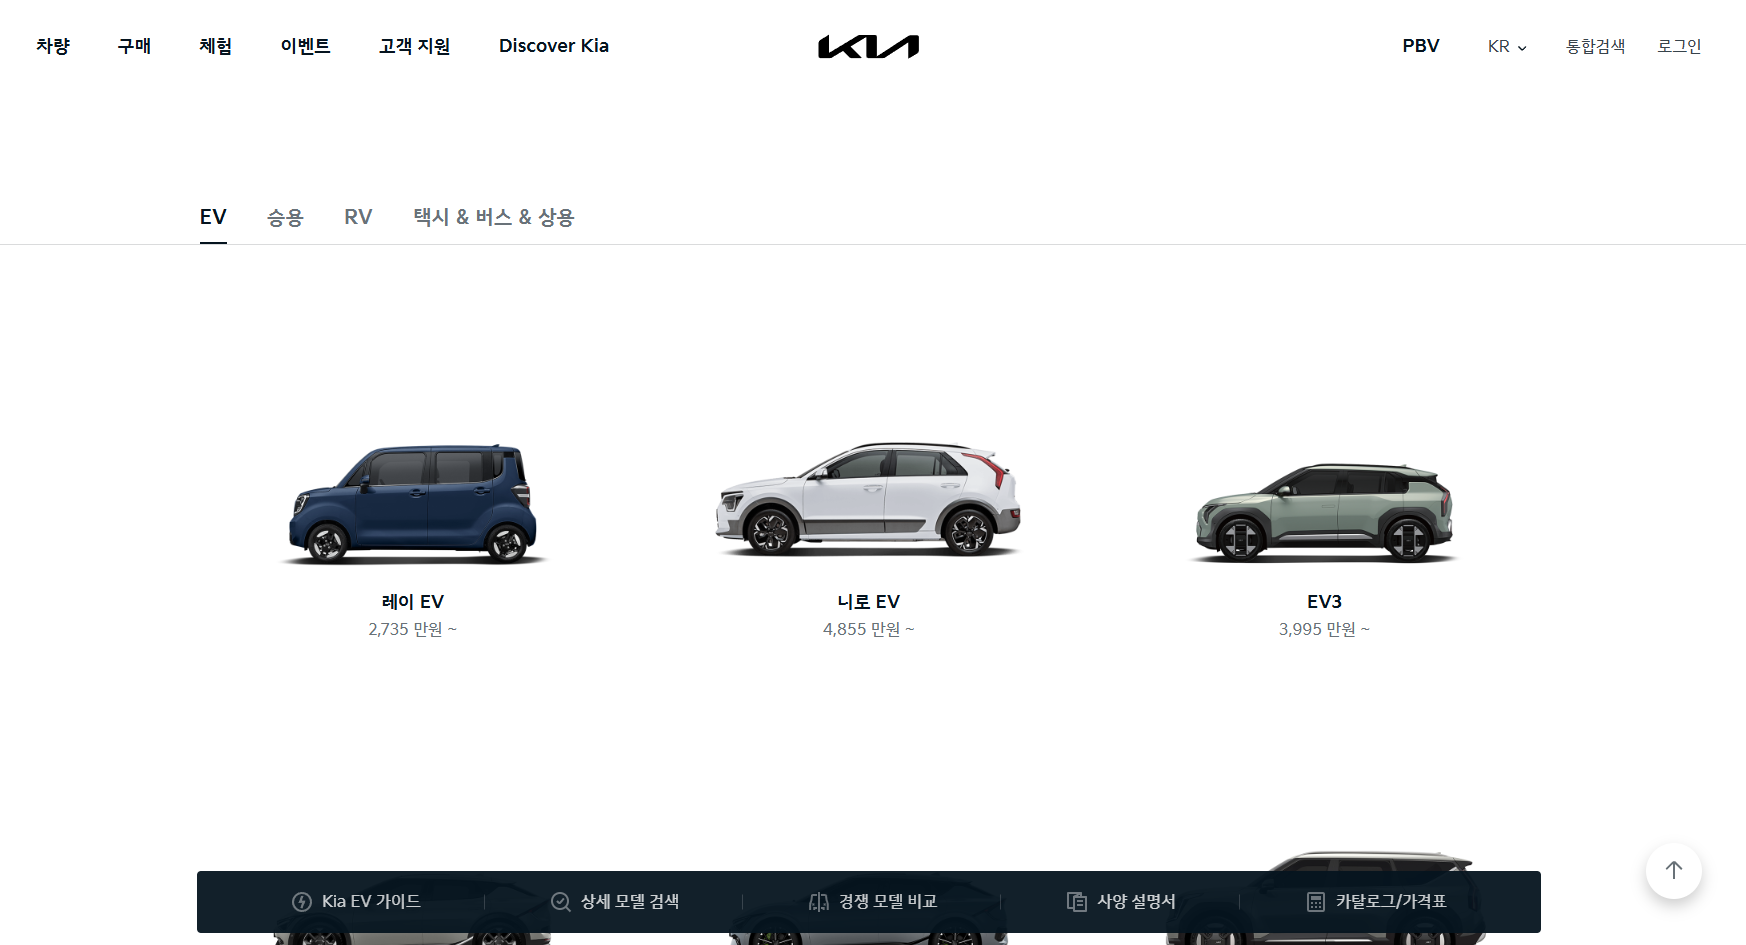 차량 구매 체험 이벤트 고객 지원 Discover Kia KIA PBV KR 통합검색 로그인
EV 승용 RV 택시 & 버스 & 상용
레이 EV 니로 EV EV3
2,735 만원 ~ 4,855 만원 ~ 3,995 만원 ~
Kia EV 가이드 상세 모델 검색 경쟁 모델 비교 사양 설명서 카탈로그/가격표